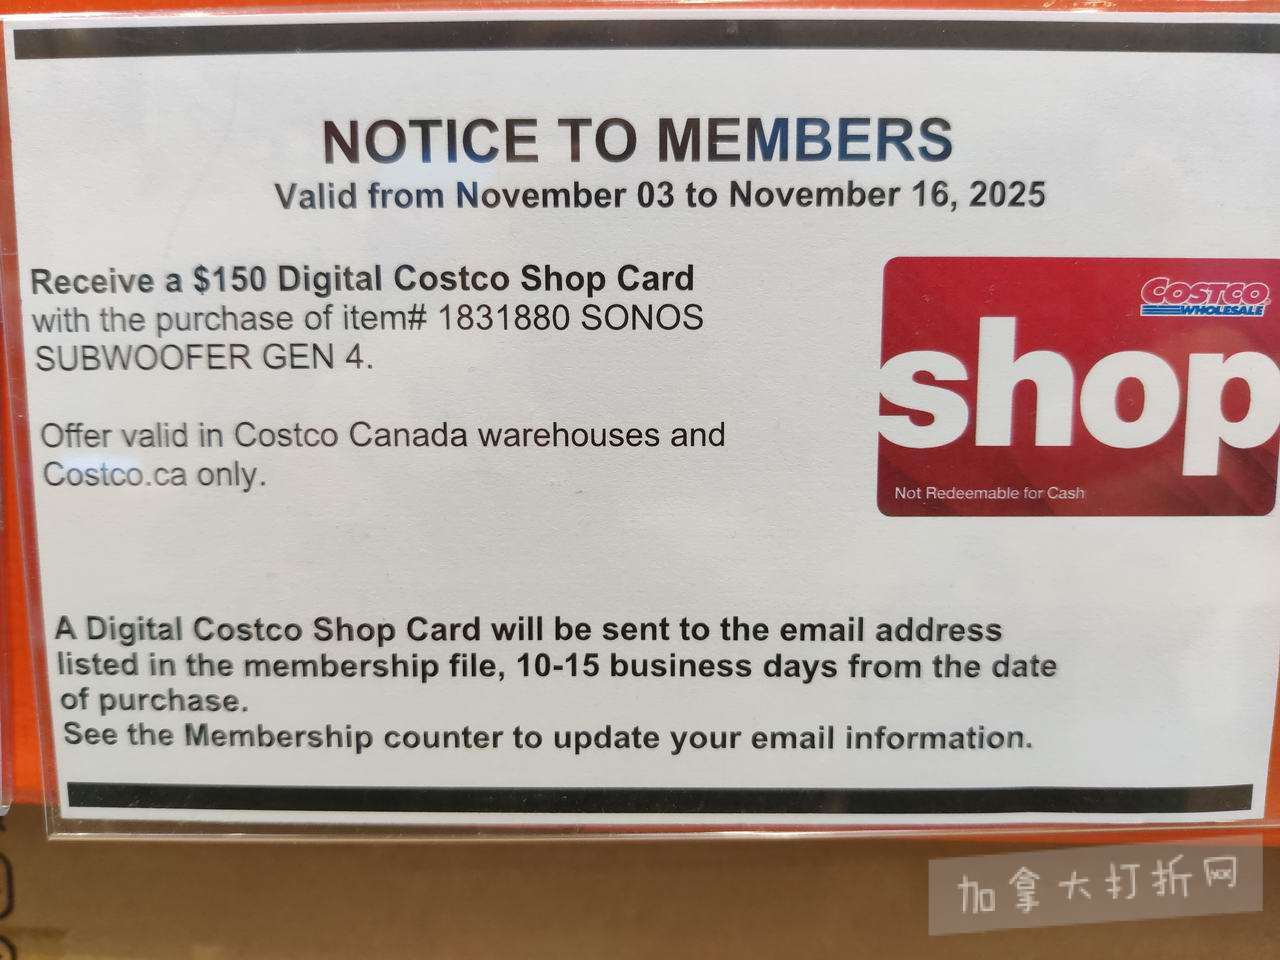 NOTICE TO MEMBERS
Valid from November 03 to November 16, 2025
Receive a $150 Digital Costco Shop Card
with the purchase of item# 1831880 SONOS
SUBWOOFER GEN 4.
Offer valid in Costco Canada warehouses and
Costco.ca only.
COSTCO
WHOLESALE
shop
Not Redeemable for Cash
A Digital Costco Shop Card will be sent to the email address
listed in the membership file, 10-15 business days from the date
of purchase.
See the Membership counter to update your email information.
加拿大打折网